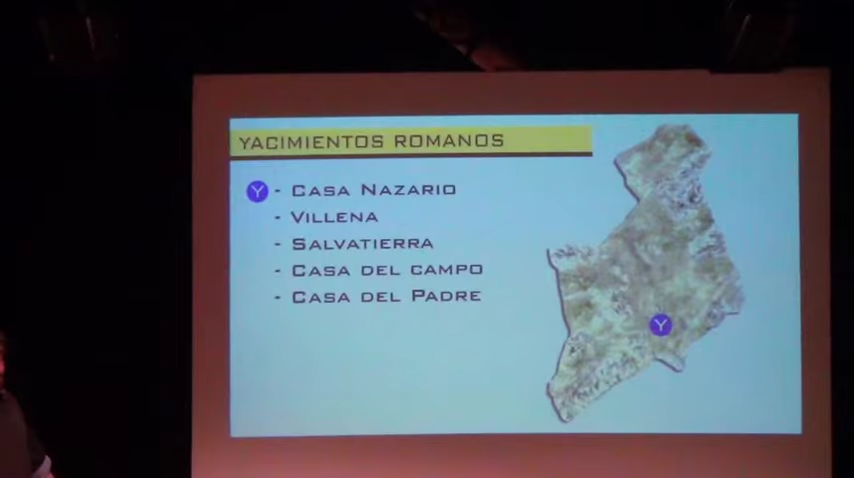 YACIMIENTOS ROMANOS
Y - CASA NAZARIO
- VILLENA
- SALVATIERRA
- CASA DEL CAMPO
- CASA DEL PADRE
Y